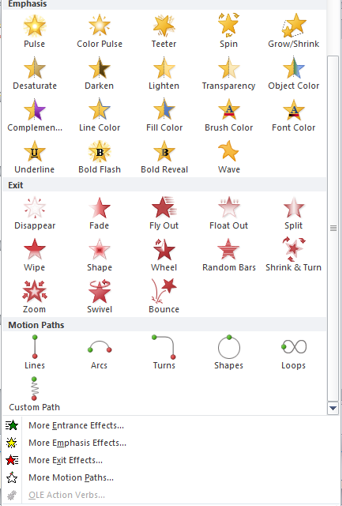 Emphasis
Pulse Color Pulse Teeter Spin Grow/Shrink
Desaturate Darken Lighten Transparency Object Color
Complemen... Line Color Fill Color Brush Color Font Color
Underline Bold Flash Bold Reveal Wave
Exit
Disappear Fade Fly Out Float Out Split
Wipe Shape Wheel Random Bars Shrink & Turn
Zoom Swivel Bounce
Motion Paths
Lines Arcs Turns Shapes Loops
Custom Path
More Entrance Effects...
More Emphasis Effects...
More Exit Effects...
More Motion Paths...
OLE Action Verbs...